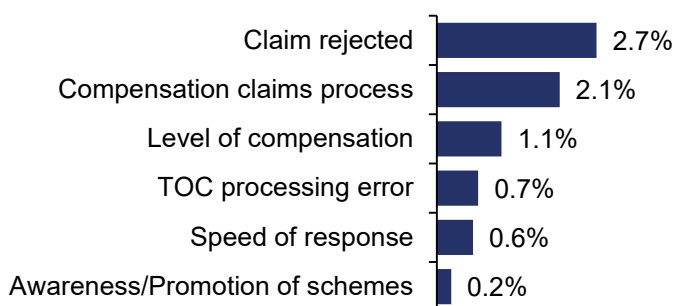 Claim rejected 2.7%
Compensation claims process 2.1%
Level of compensation 1.1%
TOC processing error 0.7%
Speed of response 0.6%
Awareness/Promotion of schemes 0.2%